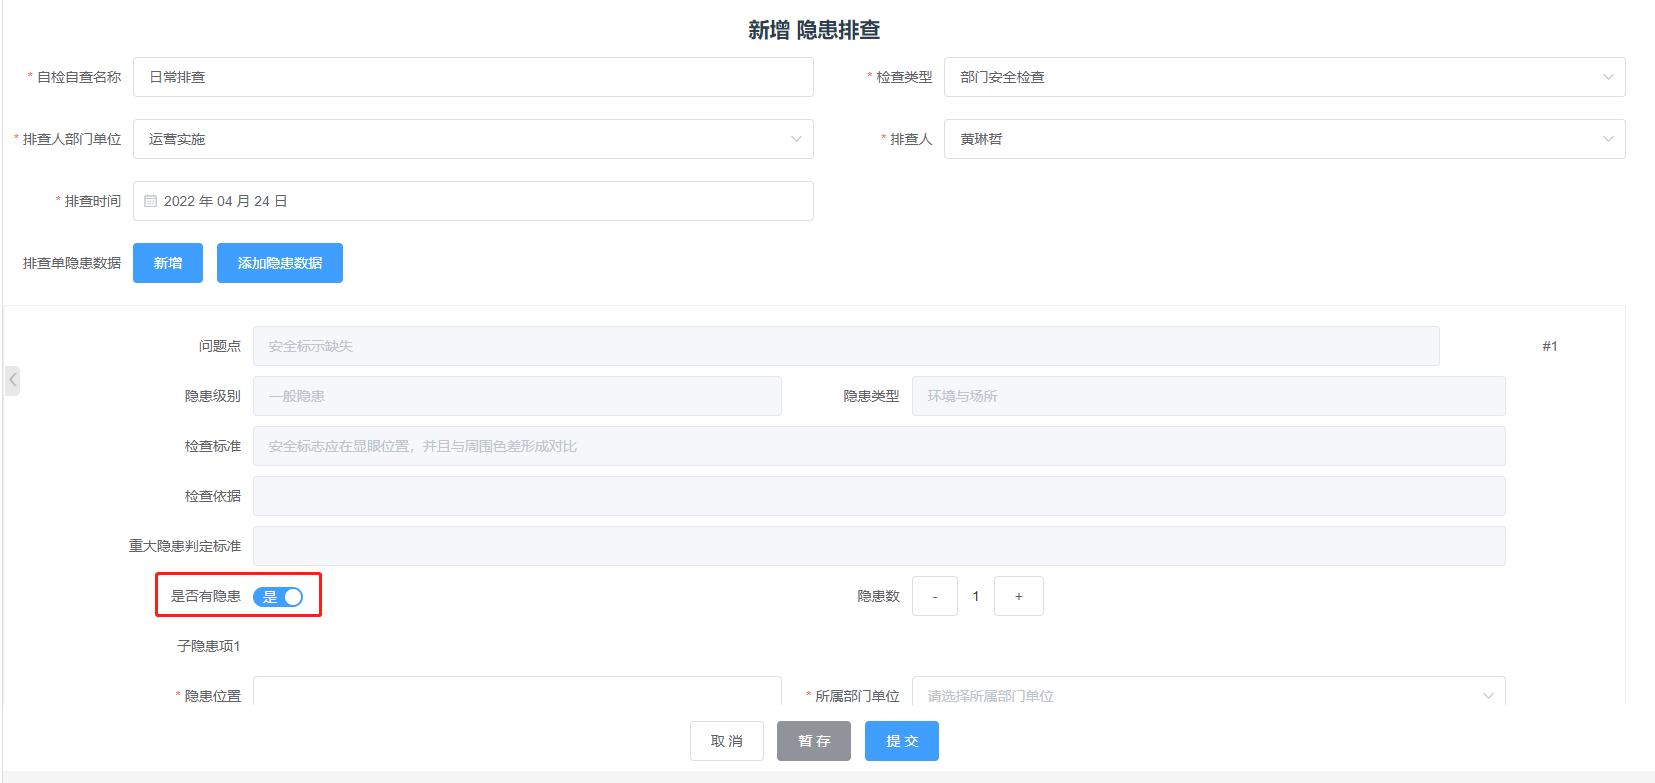 新增 隐患排查
* 自检自查名称 日常排查 * 检查类型 部门安全检查
* 排查人部门单位 运营实施 * 排查人 黄琳哲
* 排查时间 2022 年 04 月 24 日
排查单隐患数据 新增 添加隐患数据
问题点 安全标示缺失 #1
隐患级别 一般隐患 隐患类型 环境与场所
检查标准 安全标志应在显眼位置，并且与周围色差形成对比
检查依据
重大隐患判定标准
是否有隐患 是 隐患数 - 1 +
子隐患项1
* 隐患位置 * 所属部门单位 请选择所属部门单位
取 消 暂 存 提 交